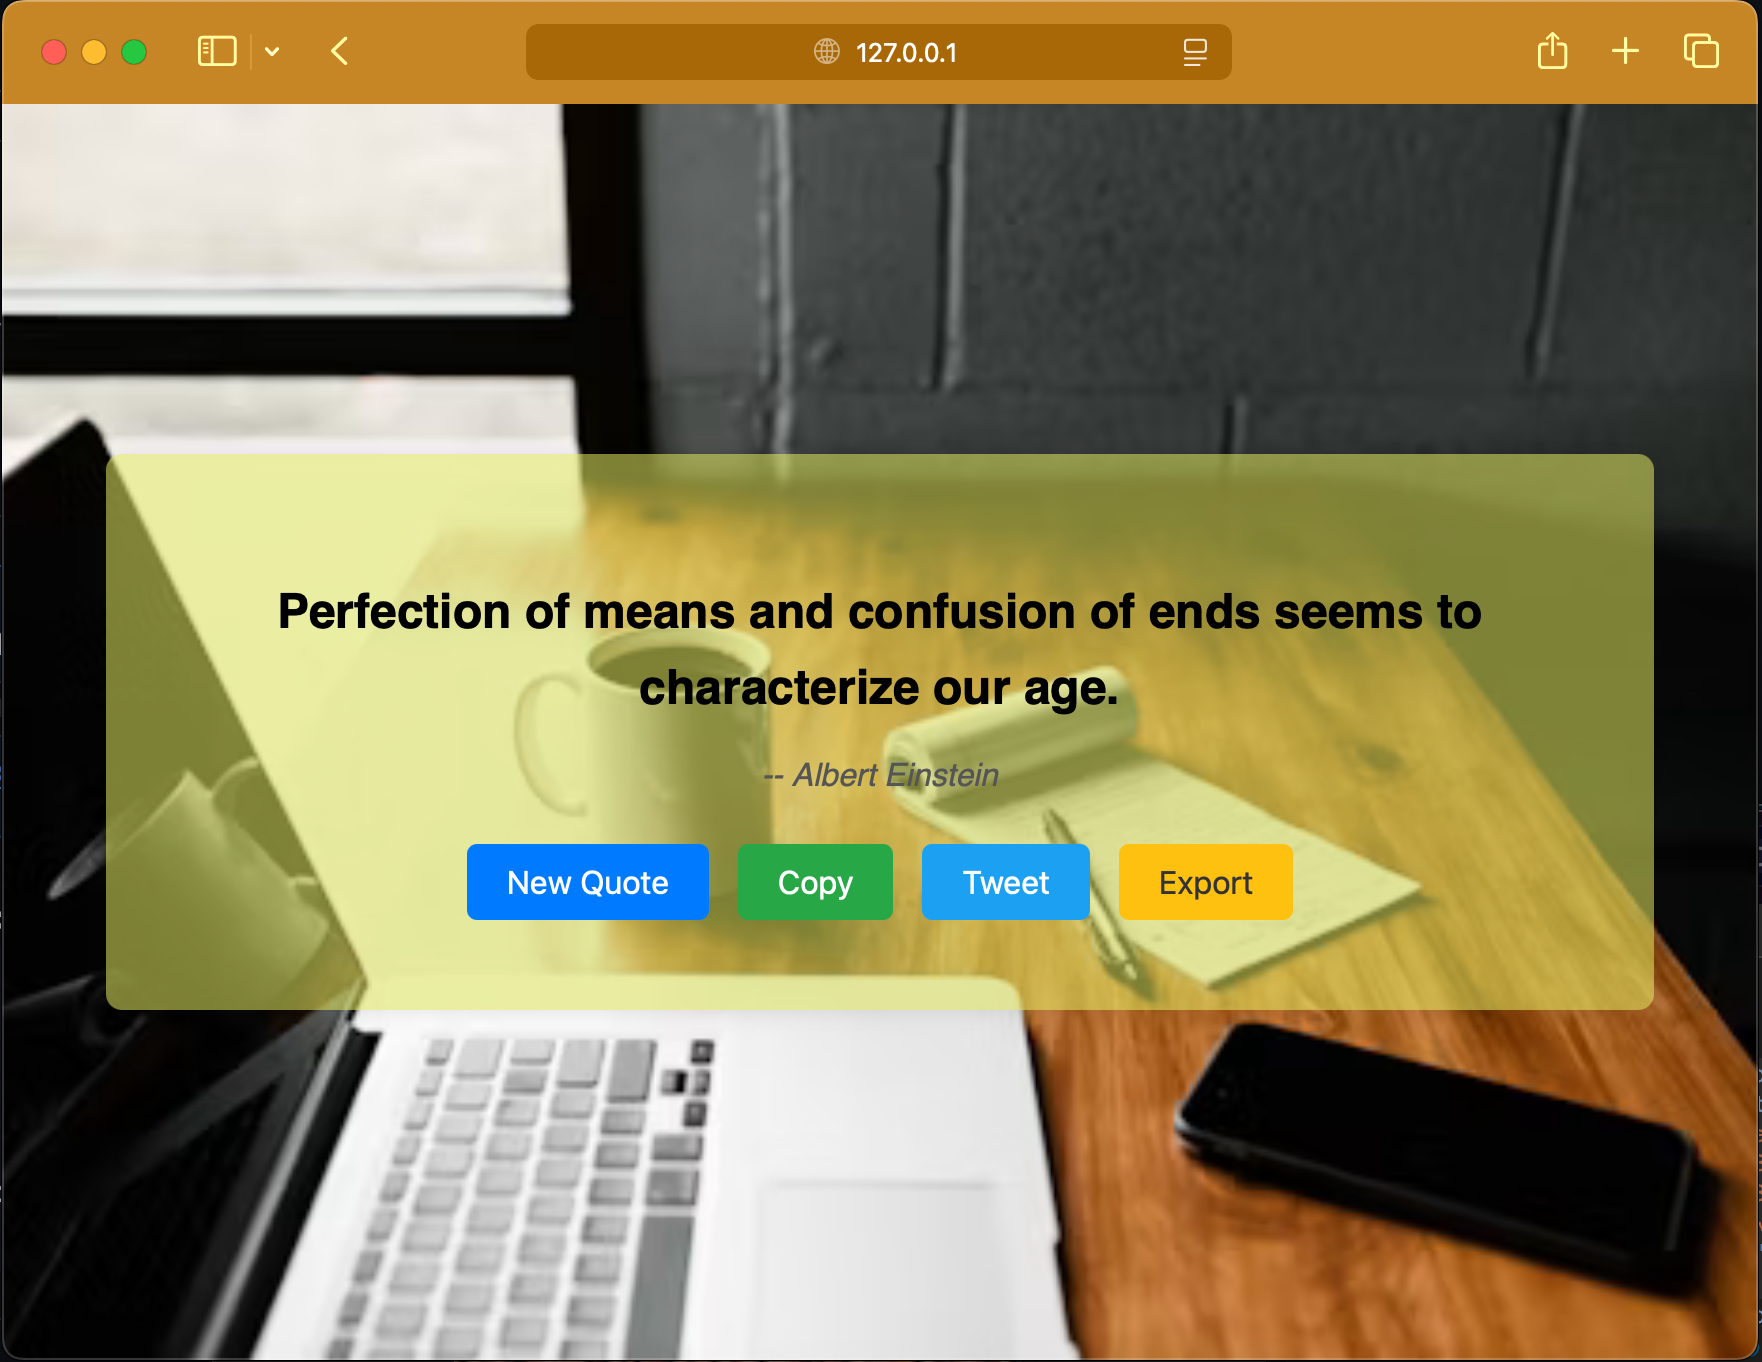 127.0.0.1
Perfection of means and confusion of ends seems to
characterize our age.
-- Albert Einstein
New Quote
Copy
Tweet
Export